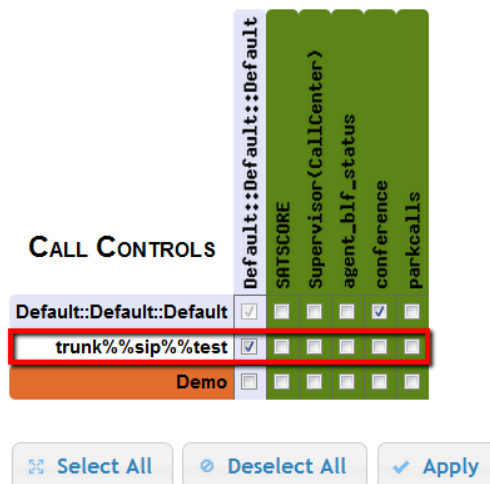 Default::Default::Default
SATSCORE
Supervisor(CallCenter)
agent_blf_status
conference
parkcalls
CALL CONTROLS
Default::Default::Default
trunk%%sip%%test
Demo
Select All
Deselect All
Apply